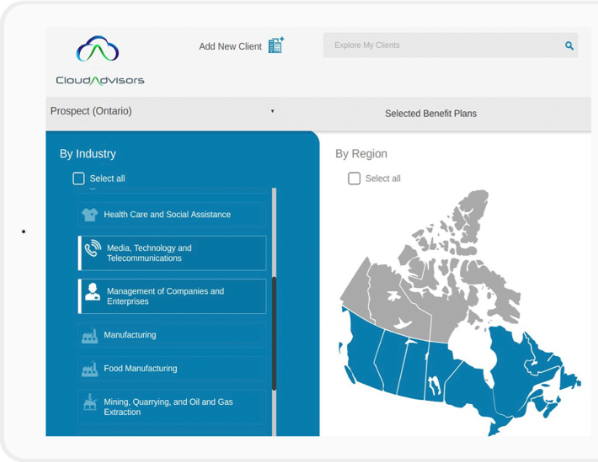 Add New Client
Explore My Clients
CloudAdvisors
Prospect (Ontario)
Selected Benefit Plans
By Industry
Select all
Health Care and Social Assistance
Media, Technology and
Telecommunications
Management of Companies and
Enterprises
Manufacturing
Food Manufacturing
Mining, Quarrying, and Oil and Gas
Extraction
By Region
Select all